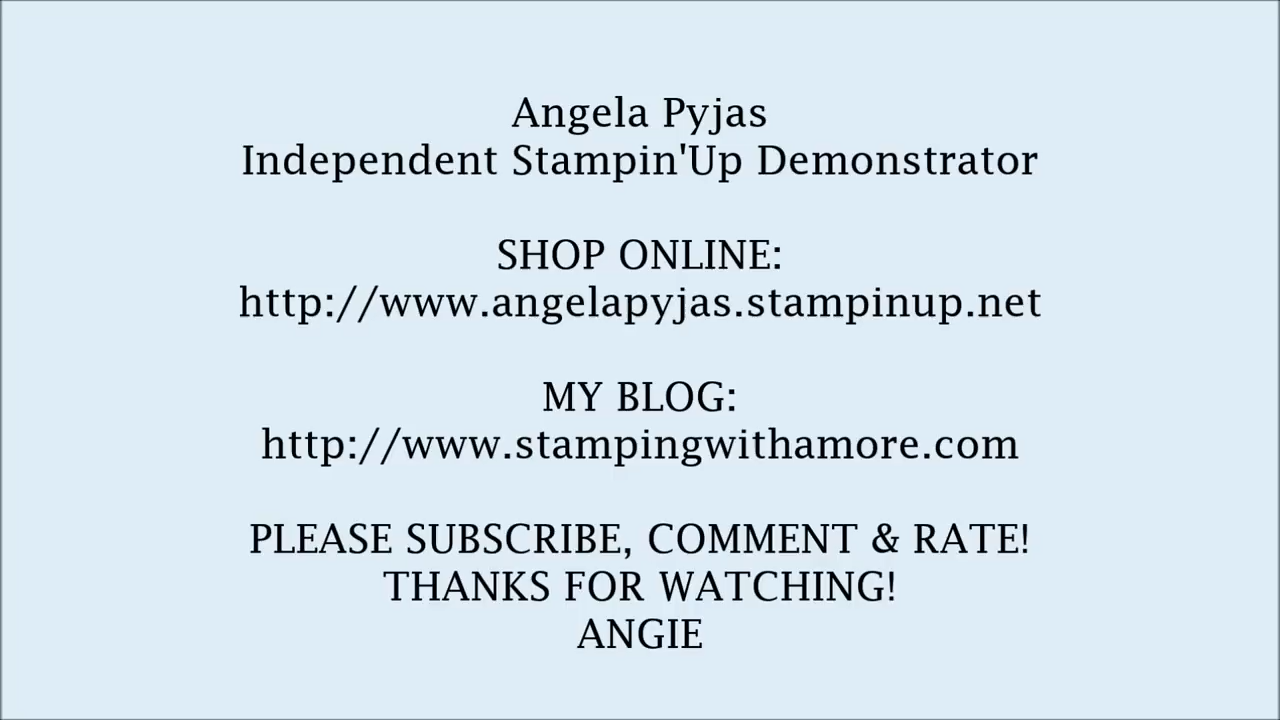 Angela Pyjas
Independent Stampin'Up Demonstrator
SHOP ONLINE:
http://www.angelapyjas.stampinup.net
MY BLOG:
http://www.stampingwithamore.com
PLEASE SUBSCRIBE, COMMENT & RATE!
THANKS FOR WATCHING!
ANGIE